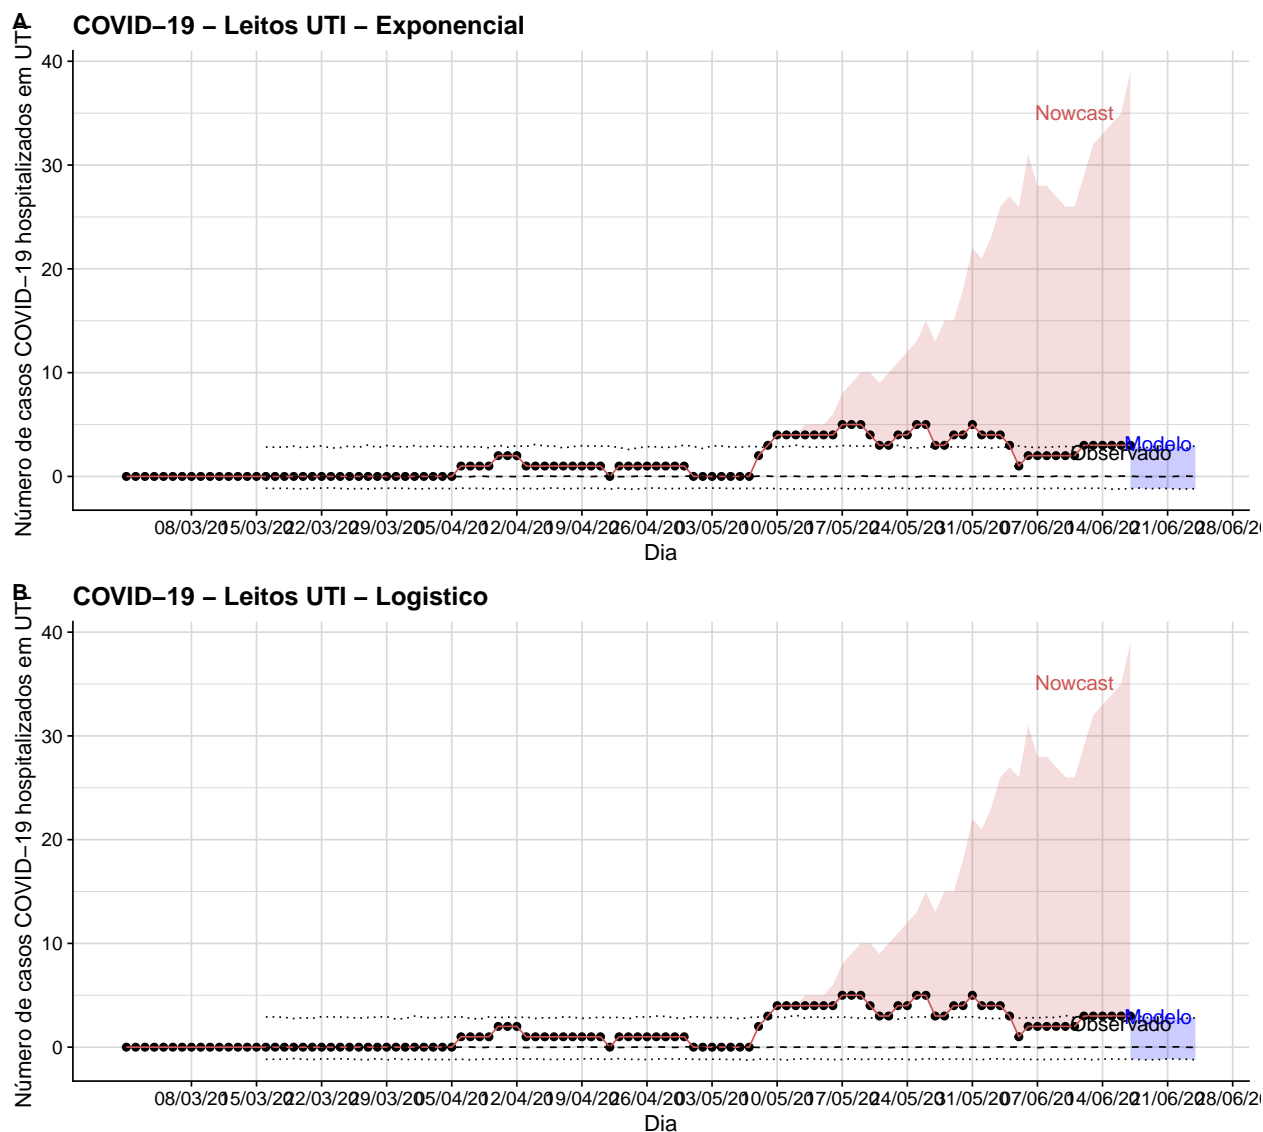 A
COVID−19 − Leitos UTI − Exponencial
Número de casos COVID−19 hospitalizados em UTI
40
30
20
10
0
Nowcast
Modelo
Observado
08/03/20 15/03/20 22/03/20 29/03/20 05/04/20 12/04/20 19/04/20 26/04/20 03/05/20 10/05/20 17/05/20 24/05/20 31/05/20 07/06/20 14/06/20 21/06/20 28/06/20
Dia
B
COVID−19 − Leitos UTI − Logistico
Número de casos COVID−19 hospitalizados em UTI
40
30
20
10
0
Nowcast
Modelo
Observado
08/03/20 15/03/20 22/03/20 29/03/20 05/04/20 12/04/20 19/04/20 26/04/20 03/05/20 10/05/20 17/05/20 24/05/20 31/05/20 07/06/20 14/06/20 21/06/20 28/06/20
Dia